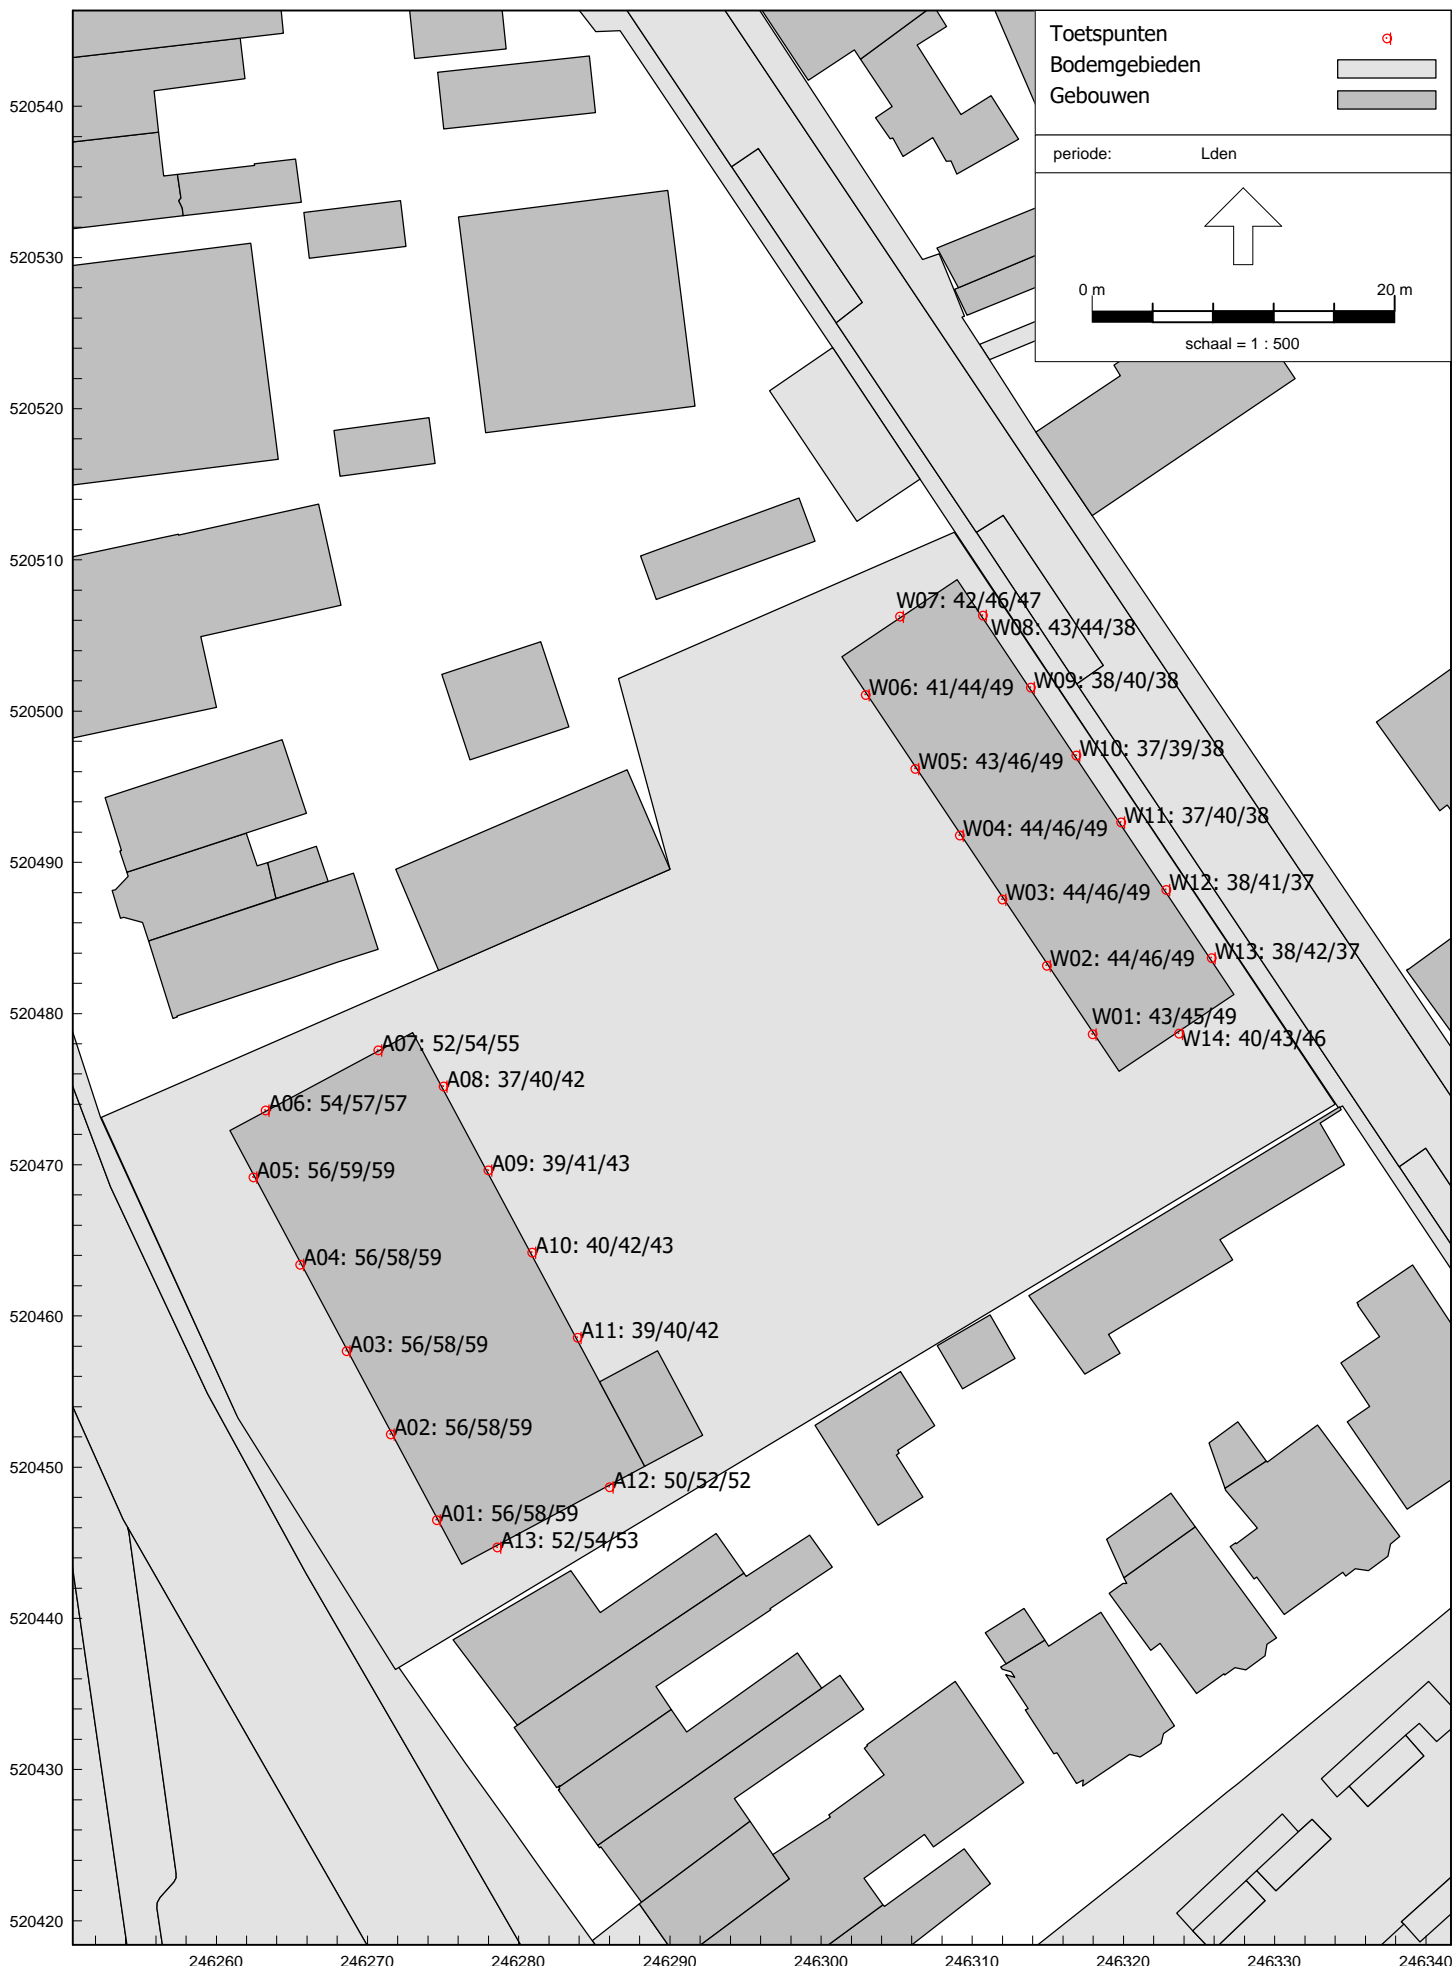 Toetspunten
Bodemgebieden
Gebouwen
periode: Lden
0 m 20 m
schaal = 1 : 500
520540
520530
520520
520510
520500
520490
520480
520470
520460
520450
520440
520430
520420
W07: 42/46/47
W08: 43/44/38
W06: 41/44/49
W09: 38/40/38
W05: 43/46/49
W10: 37/39/38
W04: 44/46/49
W11: 37/40/38
W03: 44/46/49
W12: 38/41/37
W02: 44/46/49
W13: 38/42/37
W01: 43/45/49
W14: 40/43/46
A07: 52/54/55
A08: 37/40/42
A06: 54/57/57
A05: 56/59/59
A09: 39/41/43
A04: 56/58/59
A10: 40/42/43
A03: 56/58/59
A11: 39/40/42
A02: 56/58/59
A12: 50/52/52
A01: 56/58/59
A13: 52/54/53
246260 246270 246280 246290 246300 246310 246320 246330 246340